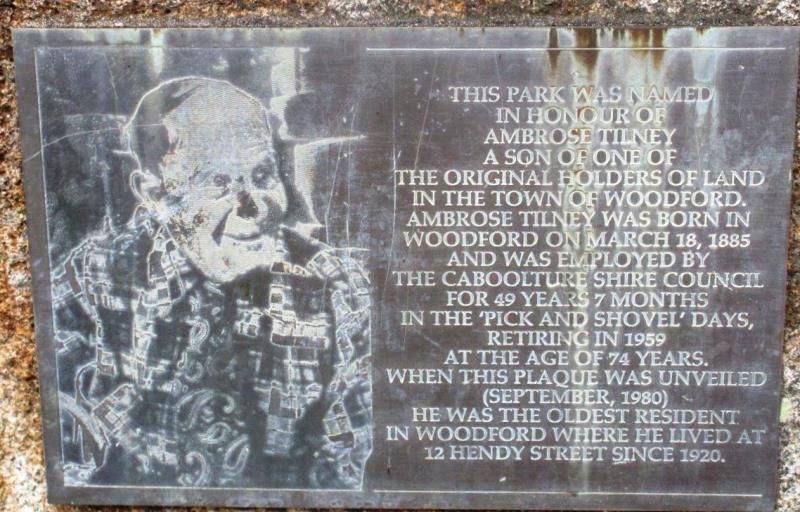 THIS PARK WAS NAMED
IN HONOUR OF
AMBROSE TILNEY
A SON OF ONE OF
THE ORIGINAL HOLDERS OF LAND
IN THE TOWN OF WOODFORD.
AMBROSE TILNEY WAS BORN IN
WOODFORD ON MARCH 18, 1885
AND WAS EMPLOYED BY
THE CABOOLTURE SHIRE COUNCIL
FOR 49 YEARS 7 MONTHS
IN THE 'PICK AND SHOVEL' DAYS,
RETIRING IN 1959
AT THE AGE OF 74 YEARS.
WHEN THIS PLAQUE WAS UNVEILED
(SEPTEMBER, 1980)
HE WAS THE OLDEST RESIDENT
IN WOODFORD WHERE HE LIVED AT
12 HENDY STREET SINCE 1920.